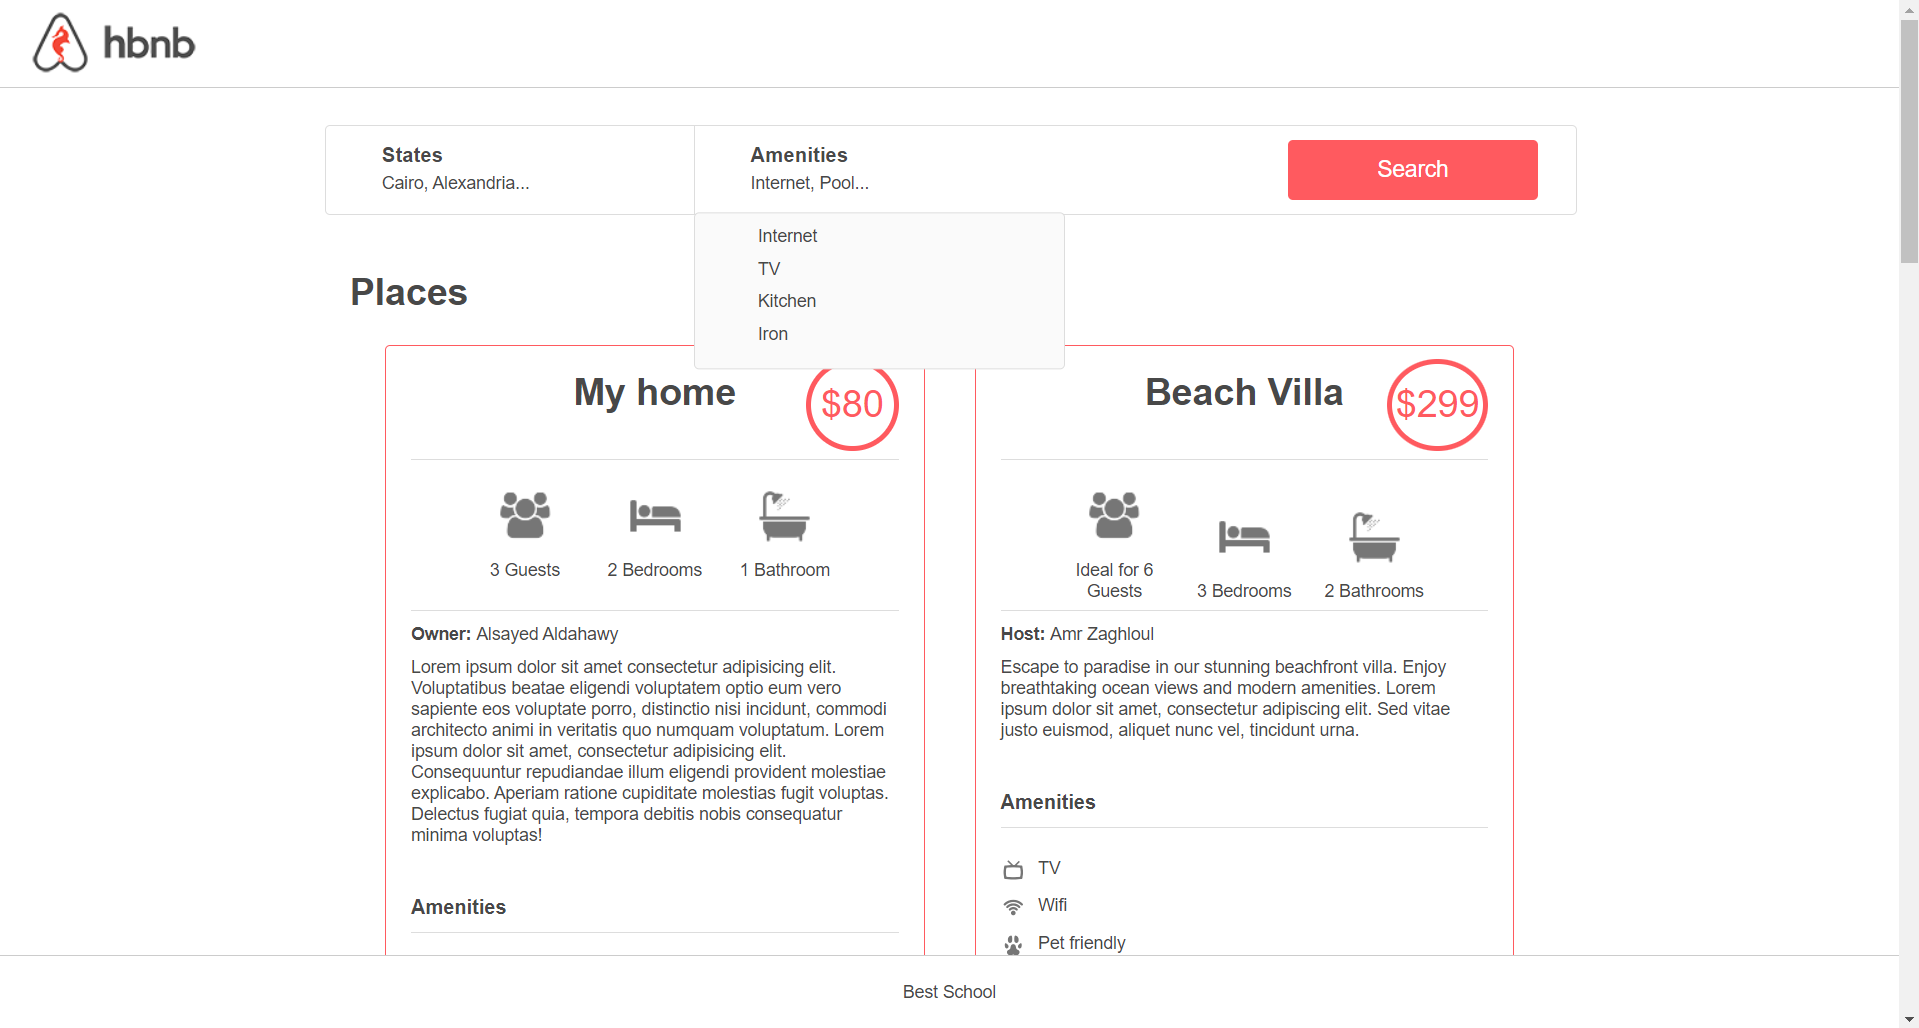 hbnb
States
Cairo, Alexandria...
Amenities
Internet, Pool...
Search
Internet
TV
Kitchen
Iron
Places
My home
$80
3 Guests
2 Bedrooms
1 Bathroom
Owner: Alsayed Aldahawy
Lorem ipsum dolor sit amet consectetur adipisicing elit.
Voluptatibus beatae eligendi voluptatem optio eum vero
sapiente eos voluptate porro, distinctio nisi incidunt, commodi
architecto animi in veritatis quo numquam voluptatum. Lorem
ipsum dolor sit amet, consectetur adipisicing elit.
Consequuntur repudiandae illum eligendi provident molestiae
explicabo. Aperiam ratione cupiditate molestias fugit voluptas.
Delectus fugiat quia, tempora debitis nobis consequatur
minima voluptas!
Amenities
Beach Villa
$299
Ideal for 6
Guests
3 Bedrooms
2 Bathrooms
Host: Amr Zaghloul
Escape to paradise in our stunning beachfront villa. Enjoy
breathtaking ocean views and modern amenities. Lorem
ipsum dolor sit amet, consectetur adipiscing elit. Sed vitae
justo euismod, aliquet nunc vel, tincidunt urna.
Amenities
TV
Wifi
Pet friendly
Best School